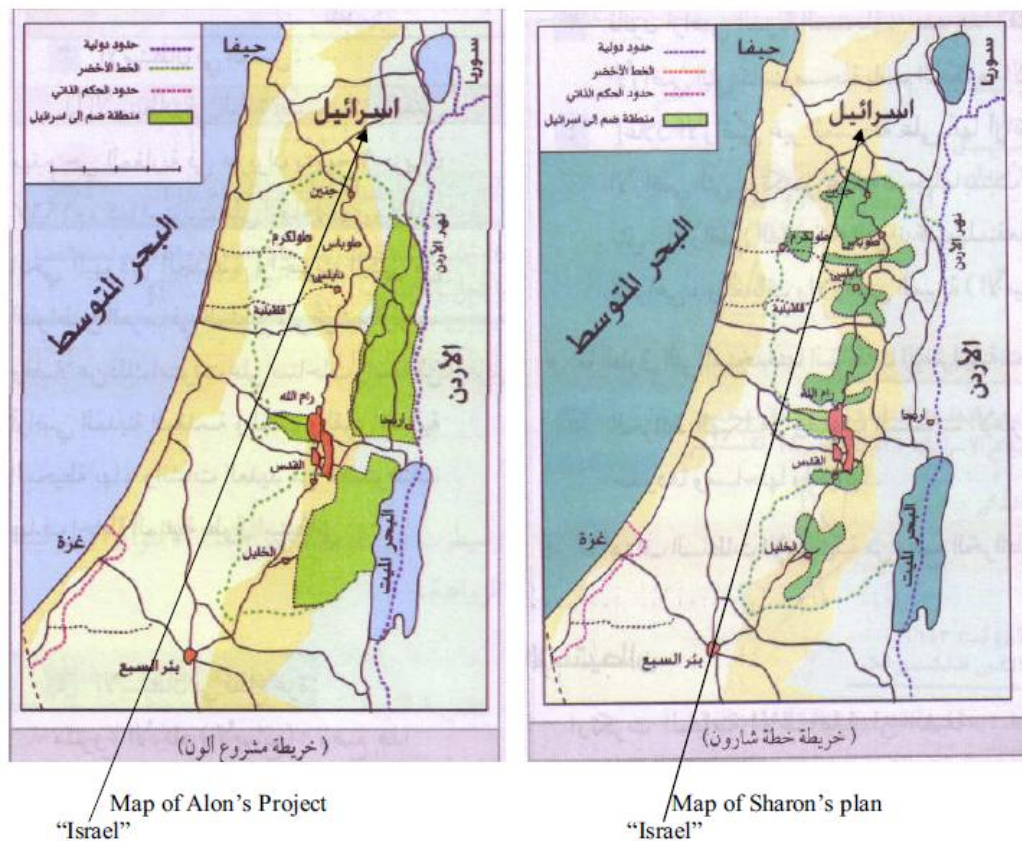 حدود دولية
الخط الأخضر
حدود الحكم الذاتي
منطقة ضم إلى اسرائيل
حيفا
سوريا
اسرائيل
البحر المتوسط
جنين
طولكرم
طوباس
نابلس
قلقيلية
نهر الأردن
الأردن
رام الله
أريحا
القدس
البحر الميت
غزة
الخليل
بئر السبع
(خريطة مشروع آلون)
حدود دولية
الخط الأخضر
حدود الحكم الذاتي
منطقة ضم إلى اسرائيل
حيفا
سوريا
اسرائيل
البحر المتوسط
جنين
طولكرم
طوباس
نابلس
قلقيلية
نهر الأردن
الأردن
رام الله
أريحا
القدس
البحر الميت
غزة
الخليل
بئر السبع
(خريطة خطة شارون)
Map of Alon's Project
"Israel"
Map of Sharon's plan
"Israel"